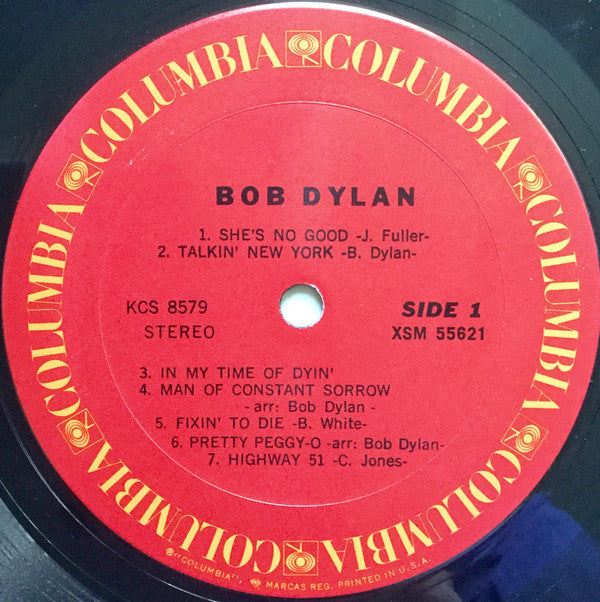 COLUMBIA COLUMBIA COLUMBIA COLUMBIA COLUMBIA COLUMBIA
BOB DYLAN
1. SHE'S NO GOOD -J. Fuller-
2. TALKIN' NEW YORK -B. Dylan-
KCS 8579 SIDE 1
STEREO XSM 55621
3. IN MY TIME OF DYIN'
4. MAN OF CONSTANT SORROW
-arr: Bob Dylan -
5. FIXIN' TO DIE -B. White-
6. PRETTY PEGGY-O -arr: Bob Dylan-
7. HIGHWAY 51 -C. Jones-
®"COLUMBIA", MARCAS REG. PRINTED IN U.S.A.